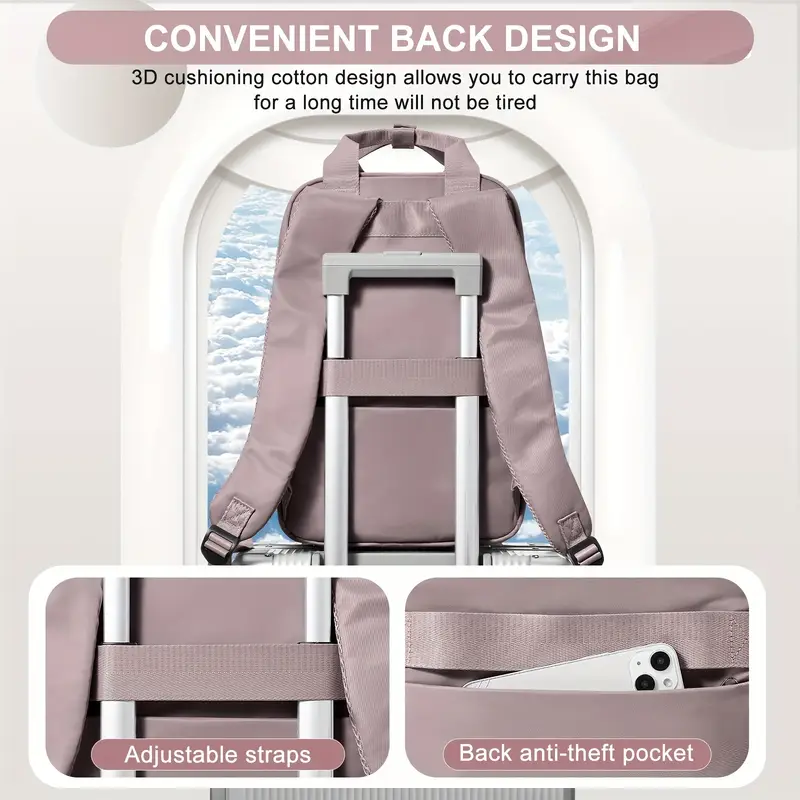 CONVENIENT BACK DESIGN
3D cushioning cotton design allows you to carry this bag
for a long time will not be tired
Adjustable straps
Back anti-theft pocket